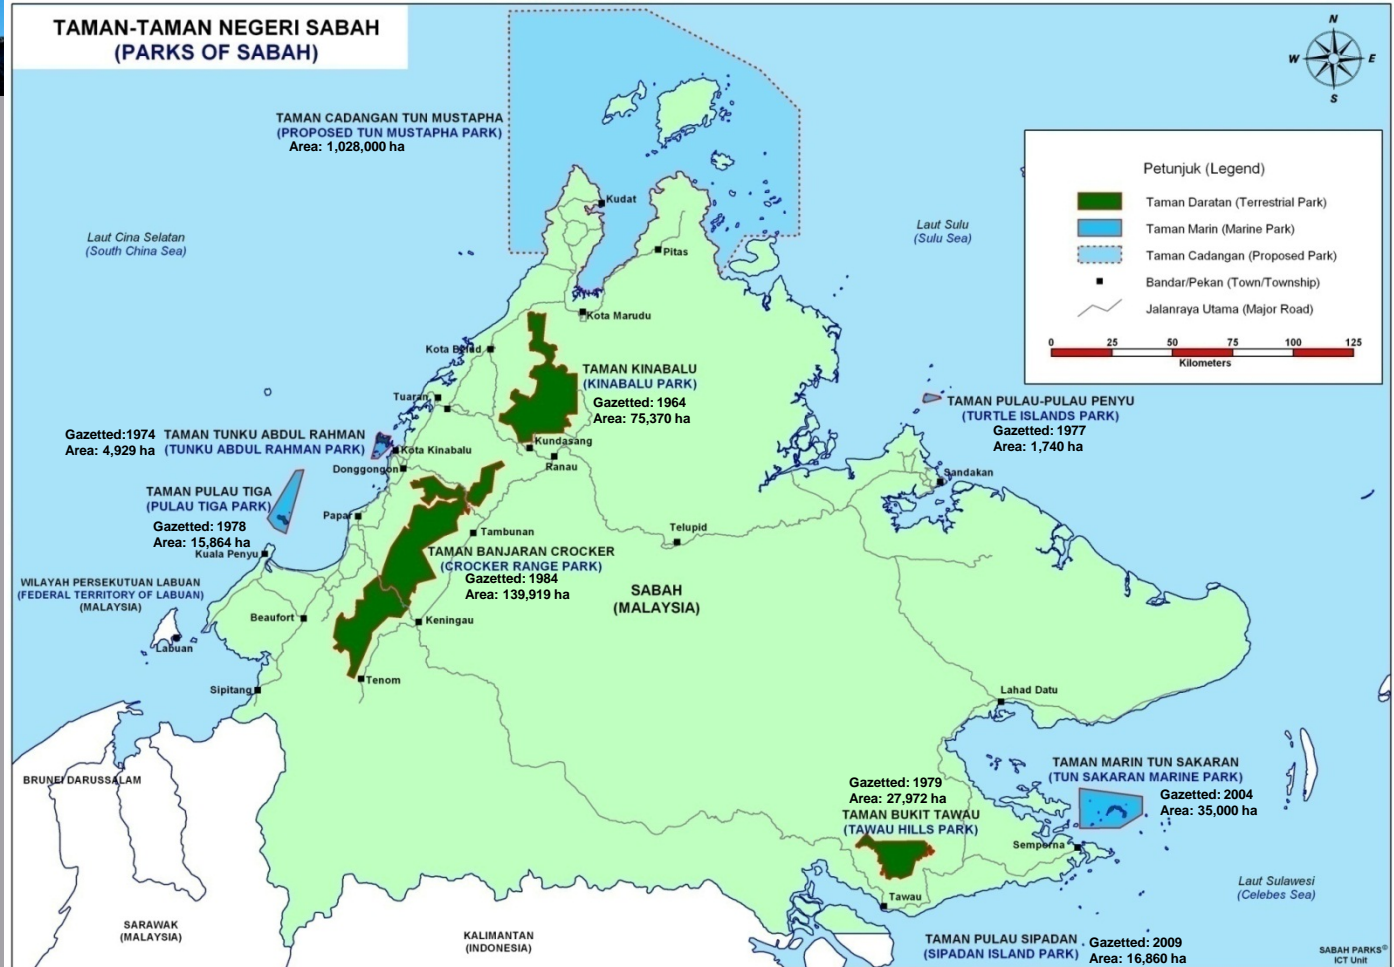 TAMAN-TAMAN NEGERI SABAH
(PARKS OF SABAH)
N
W
E
S
TAMAN CADANGAN TUN MUSTAPHA
(PROPOSED TUN MUSTAPHA PARK)
Area: 1,028,000 ha
Petunjuk (Legend)
Taman Daratan (Terrestrial Park)
Taman Marin (Marine Park)
Taman Cadangan (Proposed Park)
Bandar/Pekan (Town/Township)
Jalanraya Utama (Major Road)
0 25 50 75 100 125
Kilometers
Laut Cina Selatan
(South China Sea)
Laut Sulu
(Sulu Sea)
Kudat
Pitas
Kota Marudu
Kota Belud
TAMAN KINABALU
(KINABALU PARK)
Gazetted: 1964
Area: 75,370 ha
Tuaran
TAMAN PULAU-PULAU PENYU
(TURTLE ISLANDS PARK)
Gazetted: 1977
Area: 1,740 ha
Gazetted:1974
Area: 4,929 ha
TAMAN TUNKU ABDUL RAHMAN
(TUNKU ABDUL RAHMAN PARK)
Kota Kinabalu
Kundasang
Ranau
Donggongon
Sandakan
TAMAN PULAU TIGA
(PULAU TIGA PARK)
Gazetted: 1978
Area: 15,864 ha
Papar
Kuala Penyu
Tambunan
Telupid
TAMAN BANJARAN CROCKER
(CROCKER RANGE PARK)
Gazetted: 1984
Area: 139,919 ha
WILAYAH PERSEKUTUAN LABUAN
(FEDERAL TERRITORY OF LABUAN)
(MALAYSIA)
SABAH
(MALAYSIA)
Beaufort
Keningau
Labuan
Sipitang
Tenom
Lahad Datu
BRUNEI DARUSSALAM
TAMAN MARIN TUN SAKARAN
(TUN SAKARAN MARINE PARK)
Gazetted: 2004
Area: 35,000 ha
Gazetted: 1979
Area: 27,972 ha
TAMAN BUKIT TAWAU
(TAWAU HILLS PARK)
Semporna
Tawau
Laut Sulawesi
(Celebes Sea)
SARAWAK
(MALAYSIA)
KALIMANTAN
(INDONESIA)
TAMAN PULAU SIPADAN
(SIPADAN ISLAND PARK)
Gazetted: 2009
Area: 16,860 ha
SABAH PARKS©
ICT Unit